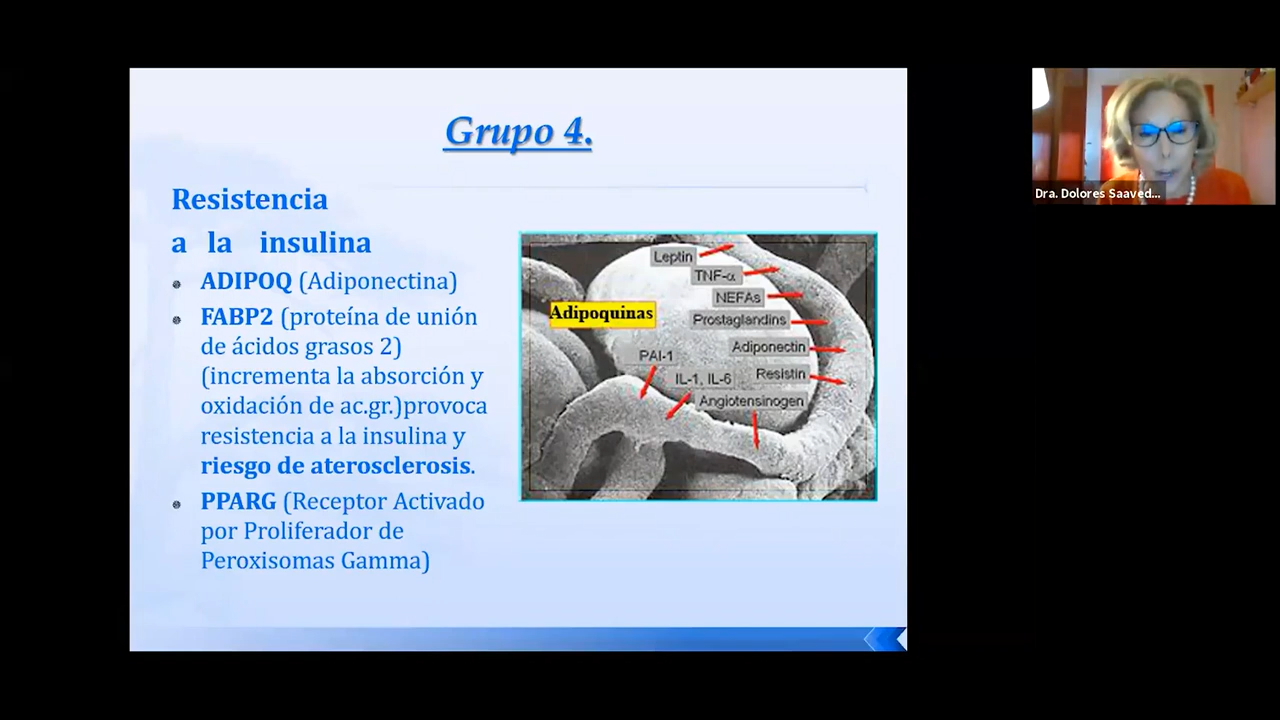 Grupo 4.
Resistencia
a la insulina
ADIPOQ (Adiponectina)
FABP2 (proteína de unión
de ácidos grasos 2)
(incrementa la absorción y
oxidación de ac.gr.)provoca
resistencia a la insulina y
riesgo de aterosclerosis.
PPARG (Receptor Activado
por Proliferador de
Peroxisomas Gamma)
Leptin
TNF-α
NEFAs
Adipoquinas
Prostaglandins
Adiponectin
PAI-1
Resistin
IL-1, IL-6
Angiotensinogen
Dra. Dolores Saaved...